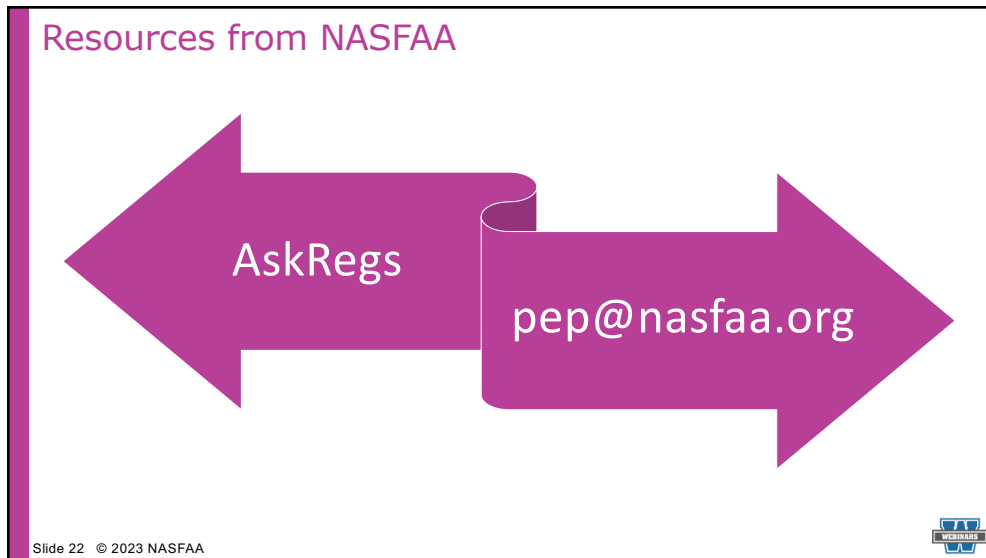 Resources from NASFAA
AskRegs
pep@nasfaa.org
Slide 22 © 2023 NASFAA
W
WEBINARS